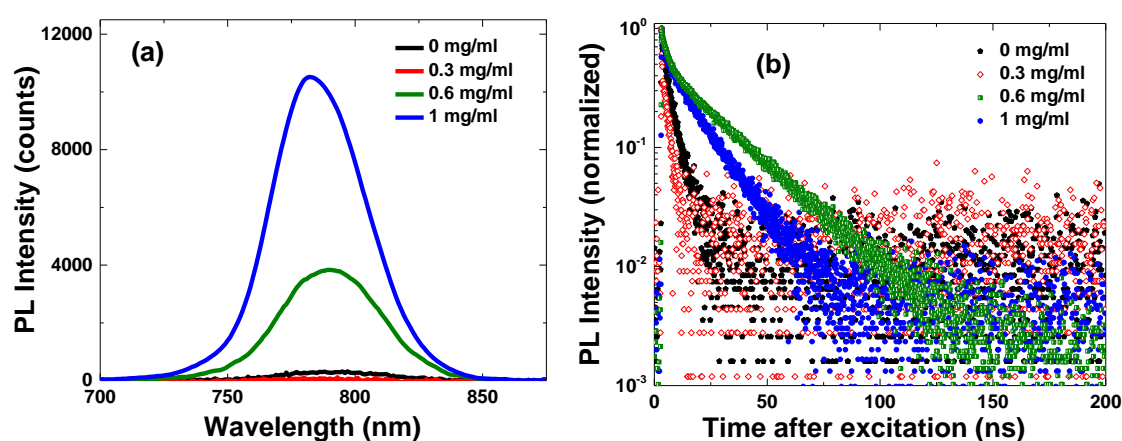 (a)
0 mg/ml
0.3 mg/ml
0.6 mg/ml
1 mg/ml
12000
8000
4000
0
700
750
800
850
PL Intensity (counts)
Wavelength (nm)
(b)
0 mg/ml
0.3 mg/ml
0.6 mg/ml
1 mg/ml
10⁰
10⁻¹
10⁻²
10⁻³
0
50
100
150
200
PL Intensity (normalized)
Time after excitation (ns)